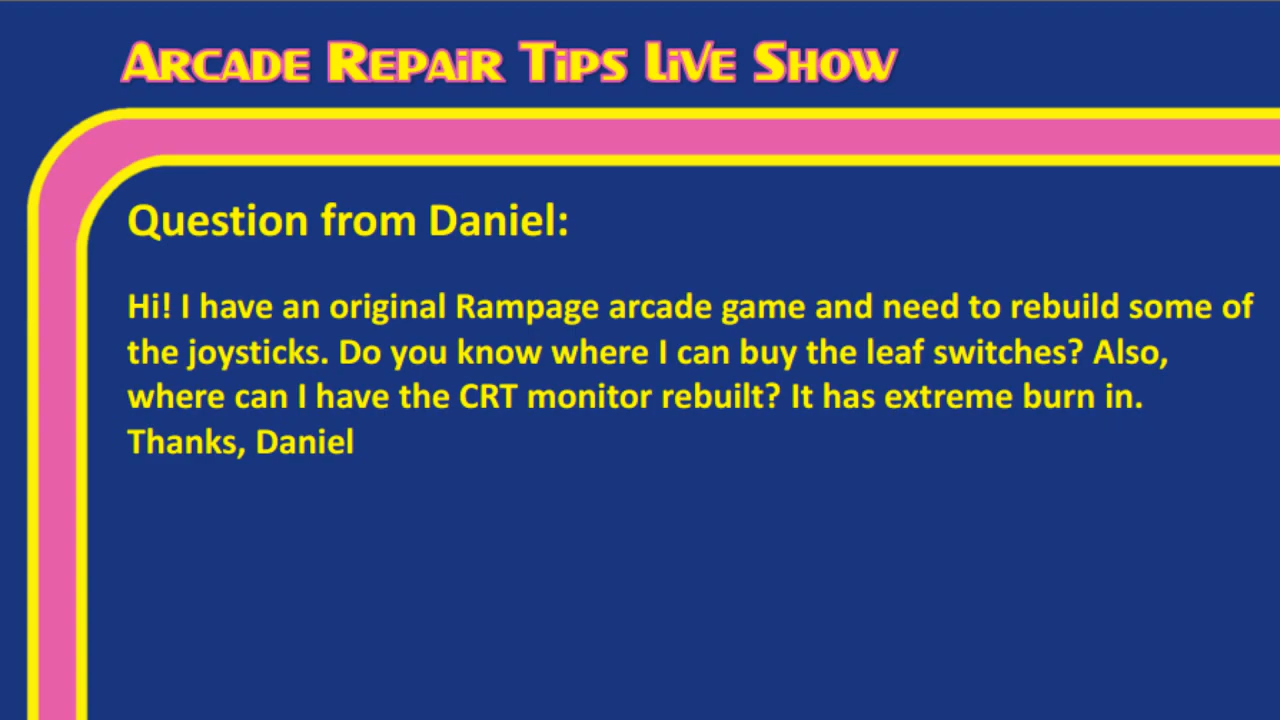 Arcade Repair Tips Live Show
Question from Daniel:
Hi! I have an original Rampage arcade game and need to rebuild some of
the joysticks. Do you know where I can buy the leaf switches? Also,
where can I have the CRT monitor rebuilt? It has extreme burn in.
Thanks, Daniel